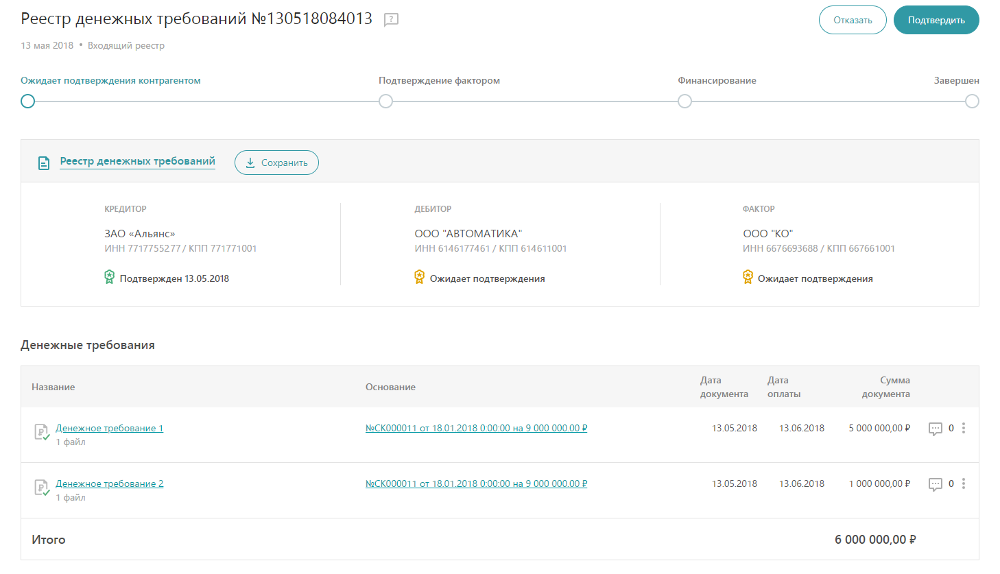 Реестр денежных требований №130518084013
Отказать
Подтвердить
13 мая 2018 • Входящий реестр
Ожидает подтверждения контрагентом
Подтверждение фактором
Финансирование
Завершен
Реестр денежных требований
Сохранить
КРЕДИТОР
ЗАО «Альянс»
ИНН 7717755277 / КПП 771771001
Подтвержден 13.05.2018
ДЕБИТОР
ООО "АВТОМАТИКА"
ИНН 6146177461 / КПП 614611001
Ожидает подтверждения
ФАКТОР
ООО "КО"
ИНН 6676693688 / КПП 667661001
Ожидает подтверждения
Денежные требования
Название
Основание
Дата
документа
Дата
оплаты
Сумма
документа
Денежное требование 1
1 файл
№СК000011 от 18.01.2018 0:00:00 на 9 000 000.00 ₽
13.05.2018
13.06.2018
5 000 000,00 ₽
0
Денежное требование 2
1 файл
№СК000011 от 18.01.2018 0:00:00 на 9 000 000.00 ₽
13.05.2018
13.06.2018
1 000 000,00 ₽
0
Итого
6 000 000,00 ₽